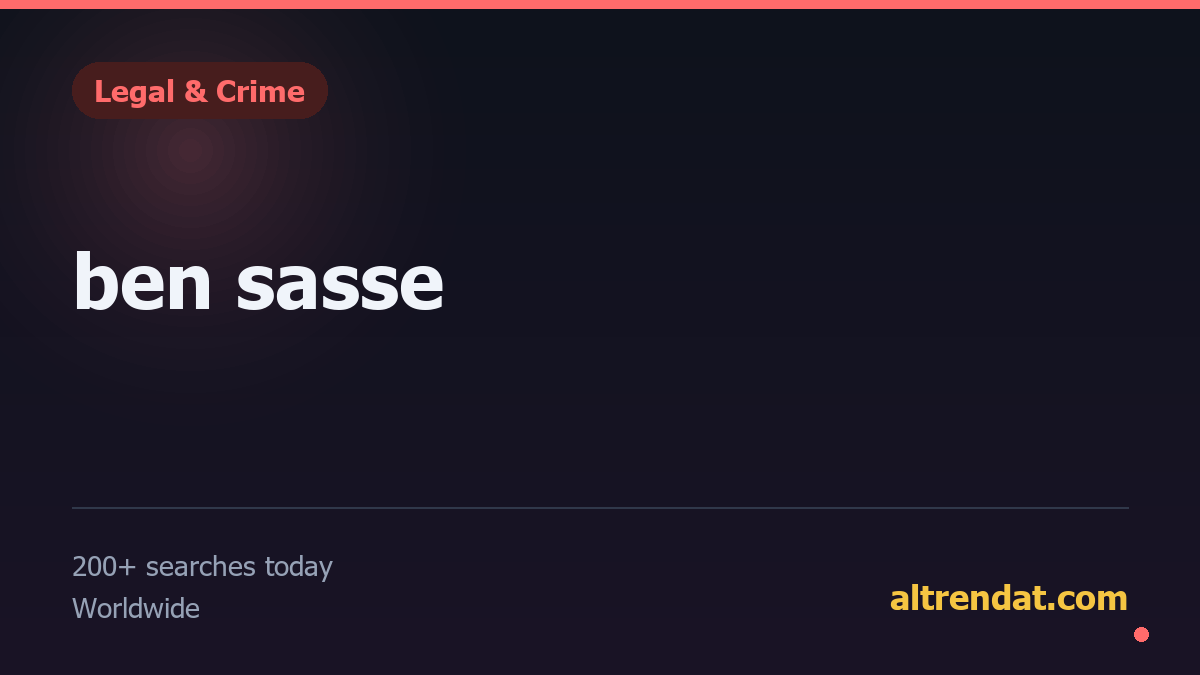 Legal & Crime
ben sasse
200+ searches today
Worldwide
altrendat.com